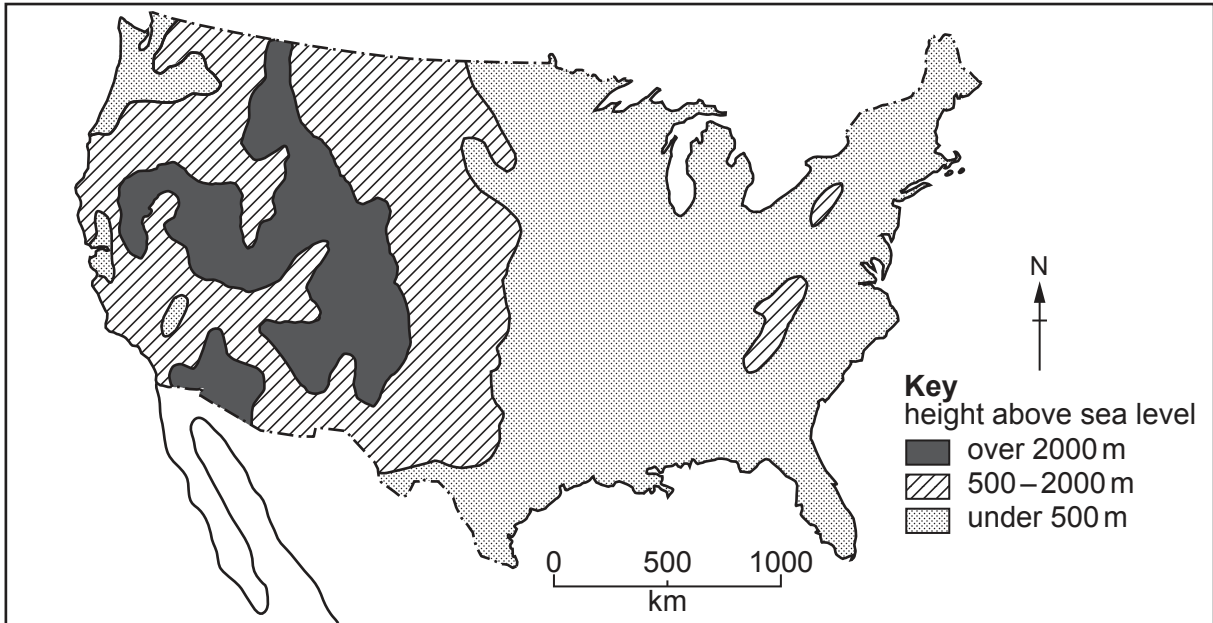 N
Key
height above sea level
over 2000 m
500 – 2000 m
under 500 m
0 500 1000
km